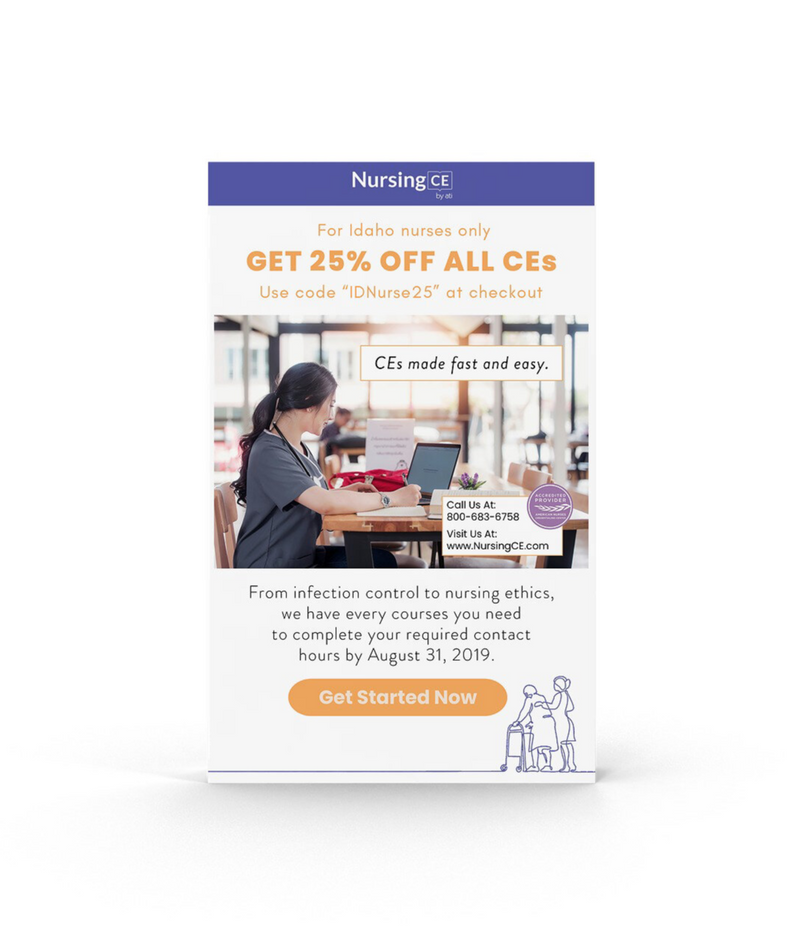 Nursing CE
by ati
For Idaho nurses only
GET 25% OFF ALL CEs
Use code “IDNurse25” at checkout
CEs made fast and easy.
Call Us At:
800-683-6758
Visit Us At:
www.NursingCE.com
ACCREDITED
PROVIDER
From infection control to nursing ethics,
we have every courses you need
to complete your required contact
hours by August 31, 2019.
Get Started Now